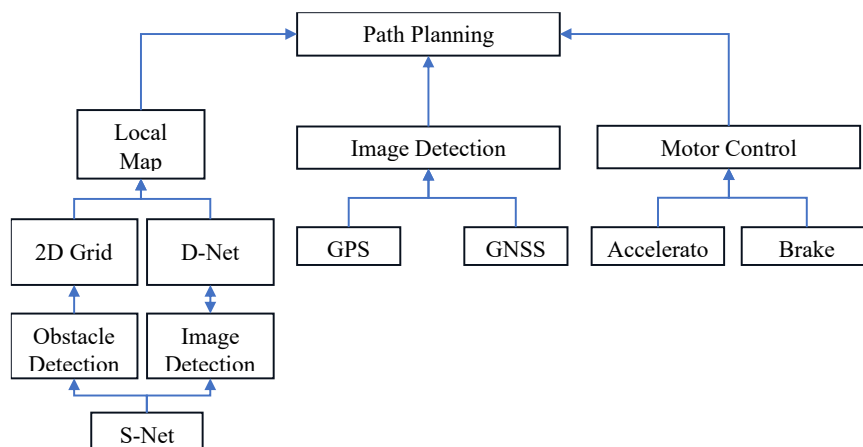 Path Planning
Local
Map
Image Detection
Motor Control
2D Grid
D-Net
GPS
GNSS
Accelerato
Brake
Obstacle
Detection
Image
Detection
S-Net